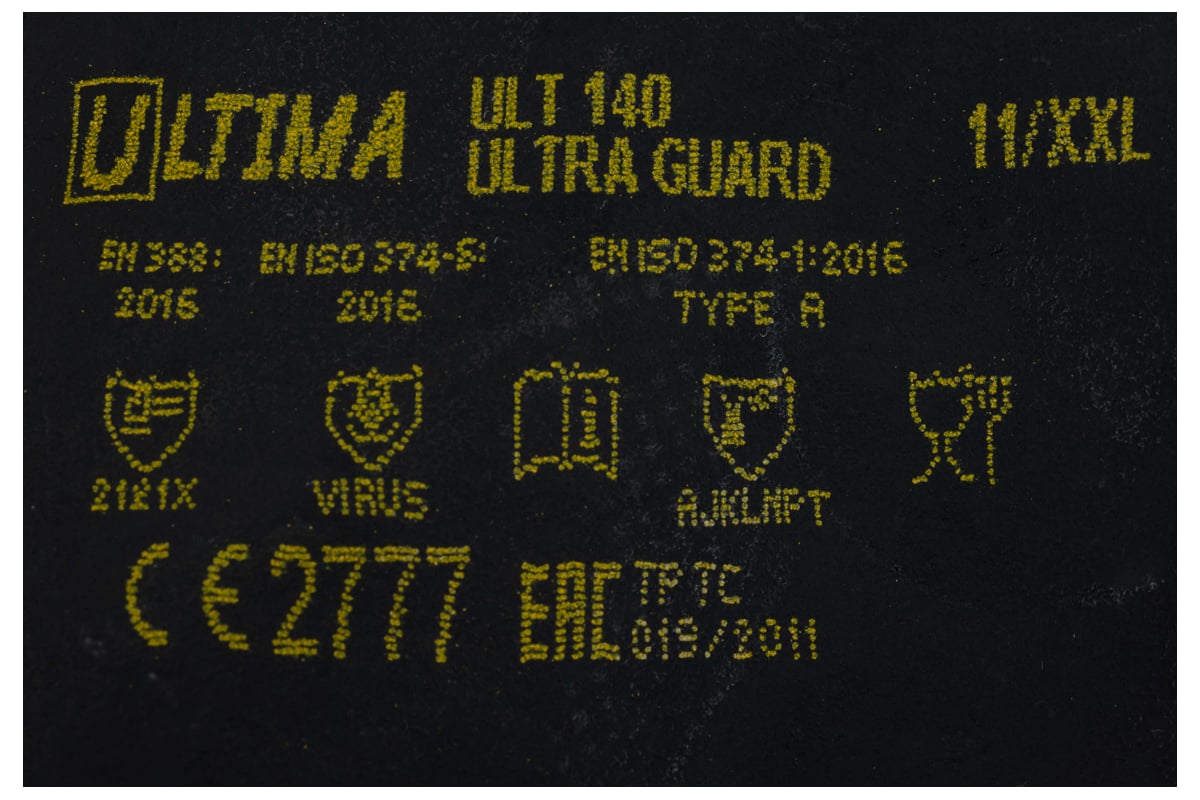 ULTIMA
ULT 140
ULTRA GUARD
11/XXL
EN 388:
2016
EN ISO 374-5:
2016
EN ISO 374-1:2016
TYPE A
2121X
VIRUS
i
AJKLMPT
CE 2777
EAC
TP TC
019/2011